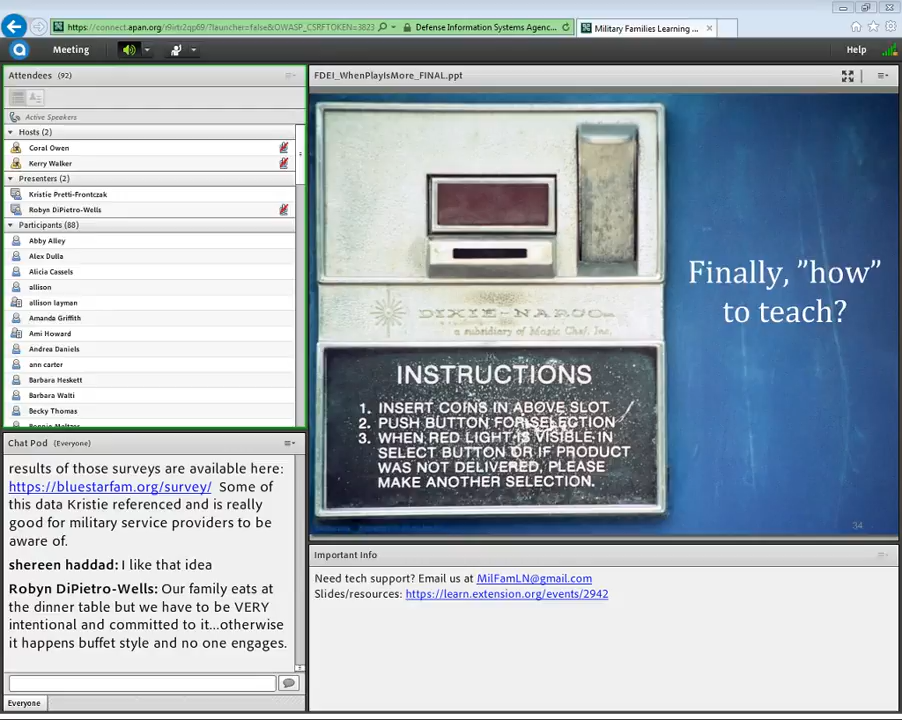 https://connect.apan.org/r9irtz2qp69/?launcher=false&OWASP_CSRFTOKEN=3823
Defense Information Systems Agenc...
Military Families Learning ...
Meeting
Help
Attendees (92)
FDEI_WhenPlayIsMore_FINAL.ppt
Active Speakers
Hosts (2)
Coral Owen
Kerry Walker
Presenters (2)
Kristie Pretti-Frontczak
Robyn DiPietro-Wells
Participants (88)
Abby Alley
Alex Dulla
Alicia Cassels
allison
allison layman
Amanda Griffith
Ami Howard
Andrea Daniels
ann carter
Barbara Heskett
Barbara Walti
Becky Thomas
Bonnie Meltzer
DIXIE-NARCO
a subsidiary of Magic Chef, Inc.
INSTRUCTIONS
1. INSERT COINS IN ABOVE SLOT
2. PUSH BUTTON FOR SELECTION
3. WHEN RED LIGHT IS VISIBLE IN
SELECT BUTTON OR IF PRODUCT
WAS NOT DELIVERED, PLEASE
MAKE ANOTHER SELECTION.
Finally, ”how”
to teach?
34
Chat Pod (Everyone)
results of those surveys are available here:
https://bluestarfam.org/survey/ Some of
this data Kristie referenced and is really
good for military service providers to be
aware of.
shereen haddad: I like that idea
Robyn DiPietro-Wells: Our family eats at
the dinner table but we have to be VERY
intentional and committed to it...otherwise
it happens buffet style and no one engages.
Everyone
Important Info
Need tech support? Email us at MilFamLN@gmail.com
Slides/resources: https://learn.extension.org/events/2942